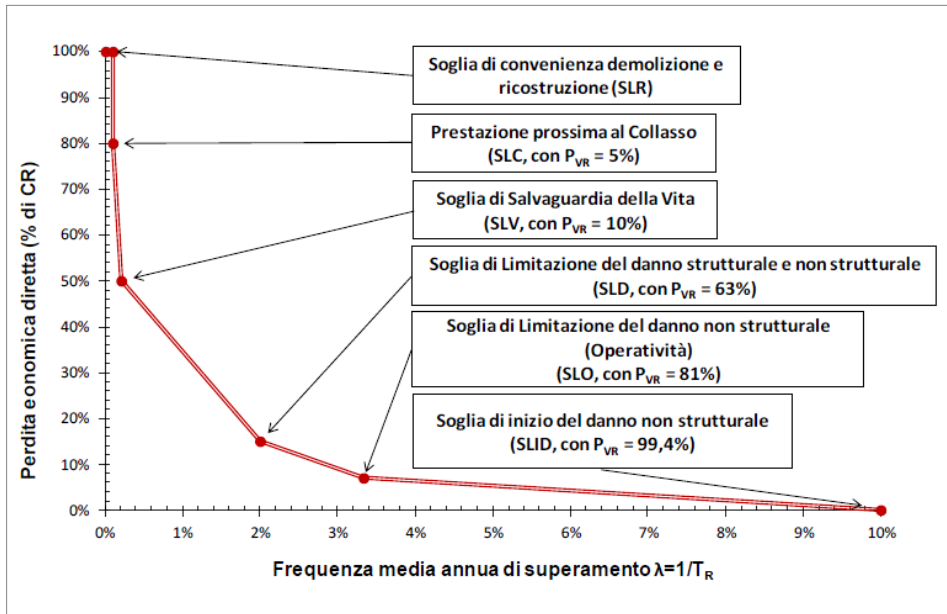 100%
90%
80%
70%
60%
50%
40%
30%
20%
10%
0%
Perdita eonomica diretta (% di CR)
Soglia di convenienza demolizione e
ricostruzione (SLR)
Prestazione prossima al Collasso
(SLC, con PVR = 5%)
Soglia di Salvaguardia della Vita
(SLV, con PVR = 10%)
Soglia di Limitazione del danno strutturale e non strutturale
(SLD, con PVR = 63%)
Soglia di Limitazione del danno non strutturale
(Operatività)
(SLO, con PVR = 81%)
Soglia di inizio del danno non strutturale
(SLID, con PVR = 99,4%)
0% 1% 2% 3% 4% 5% 6% 7% 8% 9% 10%
Frequenza media annua di superamento λ=1/TR